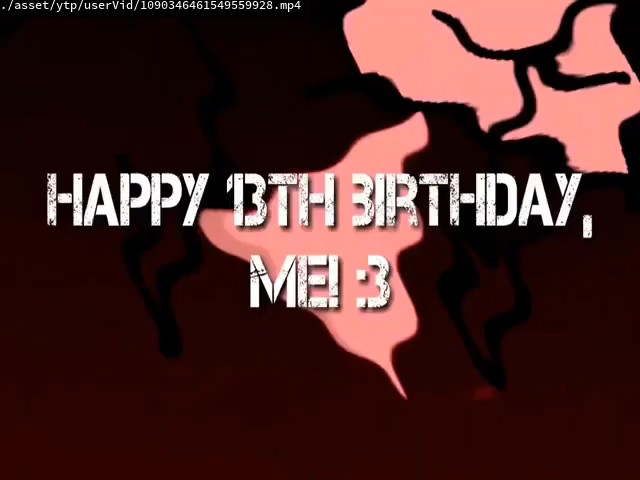 ./asset/ytp/userVid/1090346461549559928.mp4
HAPPY 13TH BIRTHDAY,
ME! :3